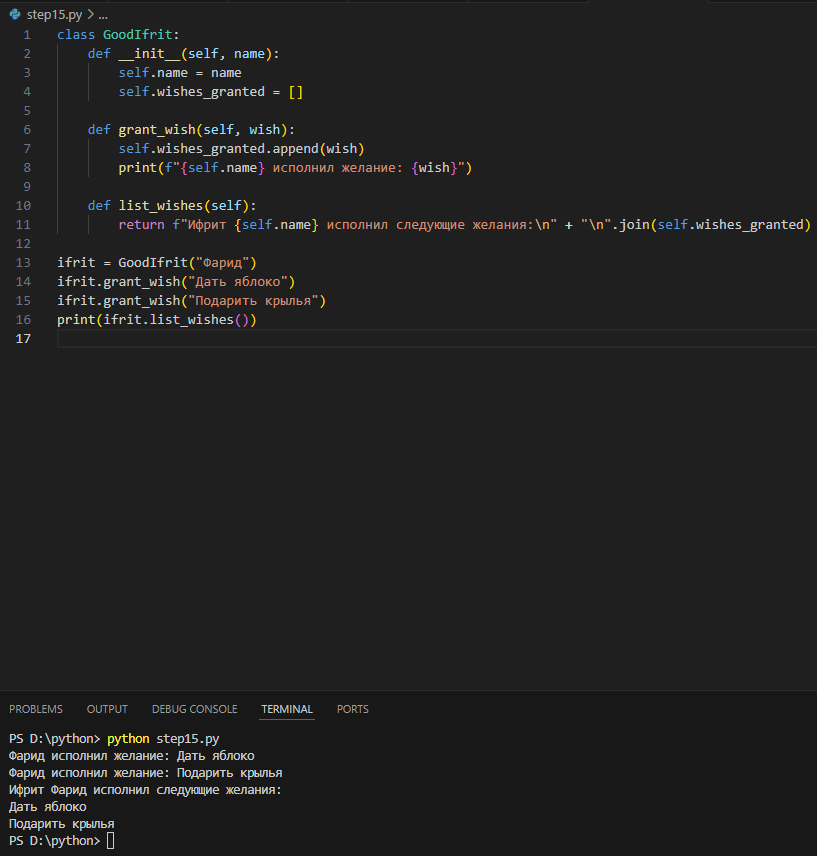 step15.py > ...
1 class GoodIfrit:
2     def __init__(self, name):
3         self.name = name
4         self.wishes_granted = []
5
6     def grant_wish(self, wish):
7         self.wishes_granted.append(wish)
8         print(f"{self.name} исполнил желание: {wish}")
9
10     def list_wishes(self):
11         return f"Ифрит {self.name} исполнил следующие желания:\n" + "\n".join(self.wishes_granted)
12
13 ifrit = GoodIfrit("Фарид")
14 ifrit.grant_wish("Дать яблоко")
15 ifrit.grant_wish("Подарить крылья")
16 print(ifrit.list_wishes())
17
PROBLEMS OUTPUT DEBUG CONSOLE TERMINAL PORTS
PS D:\python> python step15.py
Фарид исполнил желание: Дать яблоко
Фарид исполнил желание: Подарить крылья
Ифрит Фарид исполнил следующие желания:
Дать яблоко
Подарить крылья
PS D:\python>